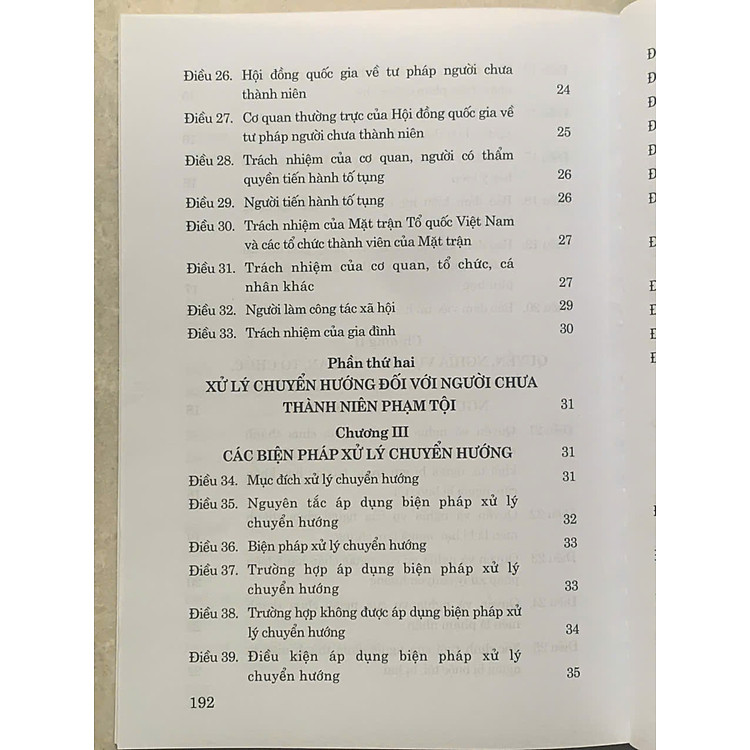 Điều 26. Hội đồng quốc gia về tư pháp người chưa
thành niên 24
Điều 27. Cơ quan thường trực của Hội đồng quốc gia về
tư pháp người chưa thành niên 25
Điều 28. Trách nhiệm của cơ quan, người có thẩm
quyền tiến hành tố tụng 26
Điều 29. Người tiến hành tố tụng 26
Điều 30. Trách nhiệm của Mặt trận Tổ quốc Việt Nam
và các tổ chức thành viên của Mặt trận 27
Điều 31. Trách nhiệm của cơ quan, tổ chức, cá
nhân khác 27
Điều 32. Người làm công tác xã hội 29
Điều 33. Trách nhiệm của gia đình 30
Phần thứ hai
XỬ LÝ CHUYỂN HƯỚNG ĐỐI VỚI NGƯỜI CHƯA
THÀNH NIÊN PHẠM TỘI 31
Chương III
CÁC BIỆN PHÁP XỬ LÝ CHUYỂN HƯỚNG 31
Điều 34. Mục đích xử lý chuyển hướng 31
Điều 35. Nguyên tắc áp dụng biện pháp xử lý
chuyển hướng 32
Điều 36. Biện pháp xử lý chuyển hướng 33
Điều 37. Trường hợp áp dụng biện pháp xử lý
chuyển hướng 33
Điều 38. Trường hợp không được áp dụng biện pháp xử
lý chuyển hướng 34
Điều 39. Điều kiện áp dụng biện pháp xử lý
chuyển hướng 35
192